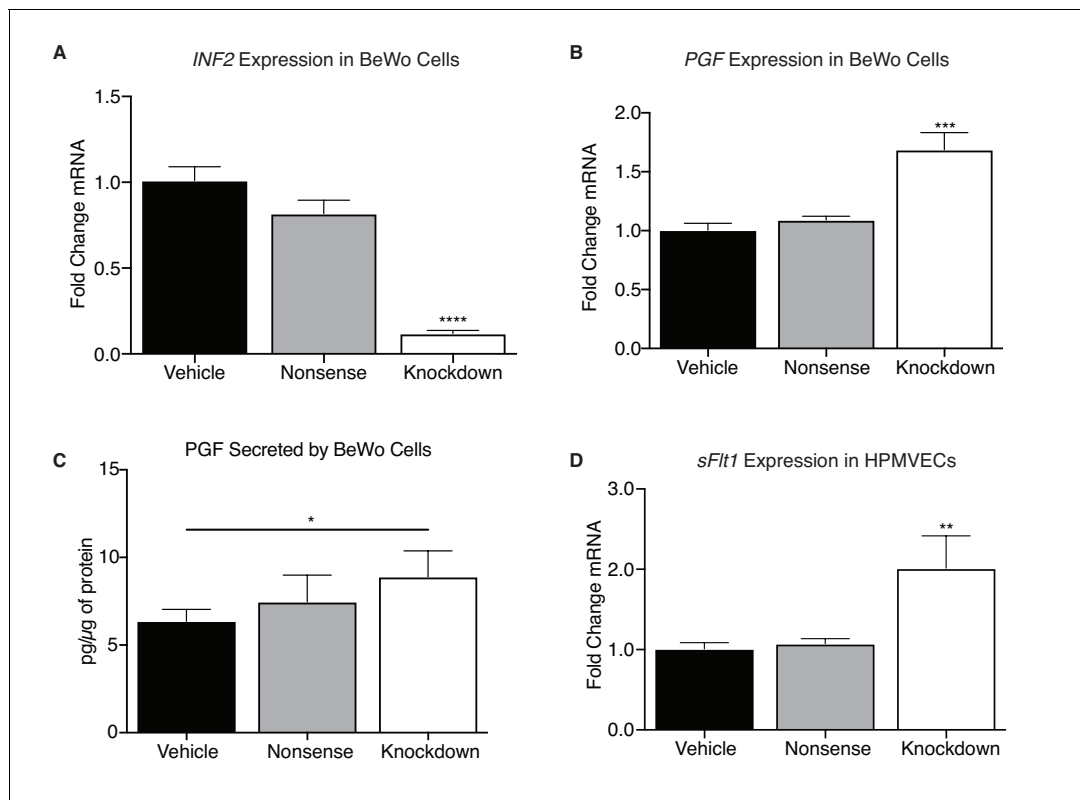 A
INF2 Expression in BeWo Cells
Fold Change mRNA
1.5
1.0
0.5
0.0
****
Vehicle Nonsense Knockdown
B
PGF Expression in BeWo Cells
Fold Change mRNA
2.0
1.5
1.0
0.5
0.0
***
Vehicle Nonsense Knockdown
C
PGF Secreted by BeWo Cells
pg/µg of protein
15
10
5
0
*
Vehicle Nonsense Knockdown
D
sFlt1 Expression in HPMVECs
Fold Change mRNA
3.0
2.0
1.0
0.0
**
Vehicle Nonsense Knockdown